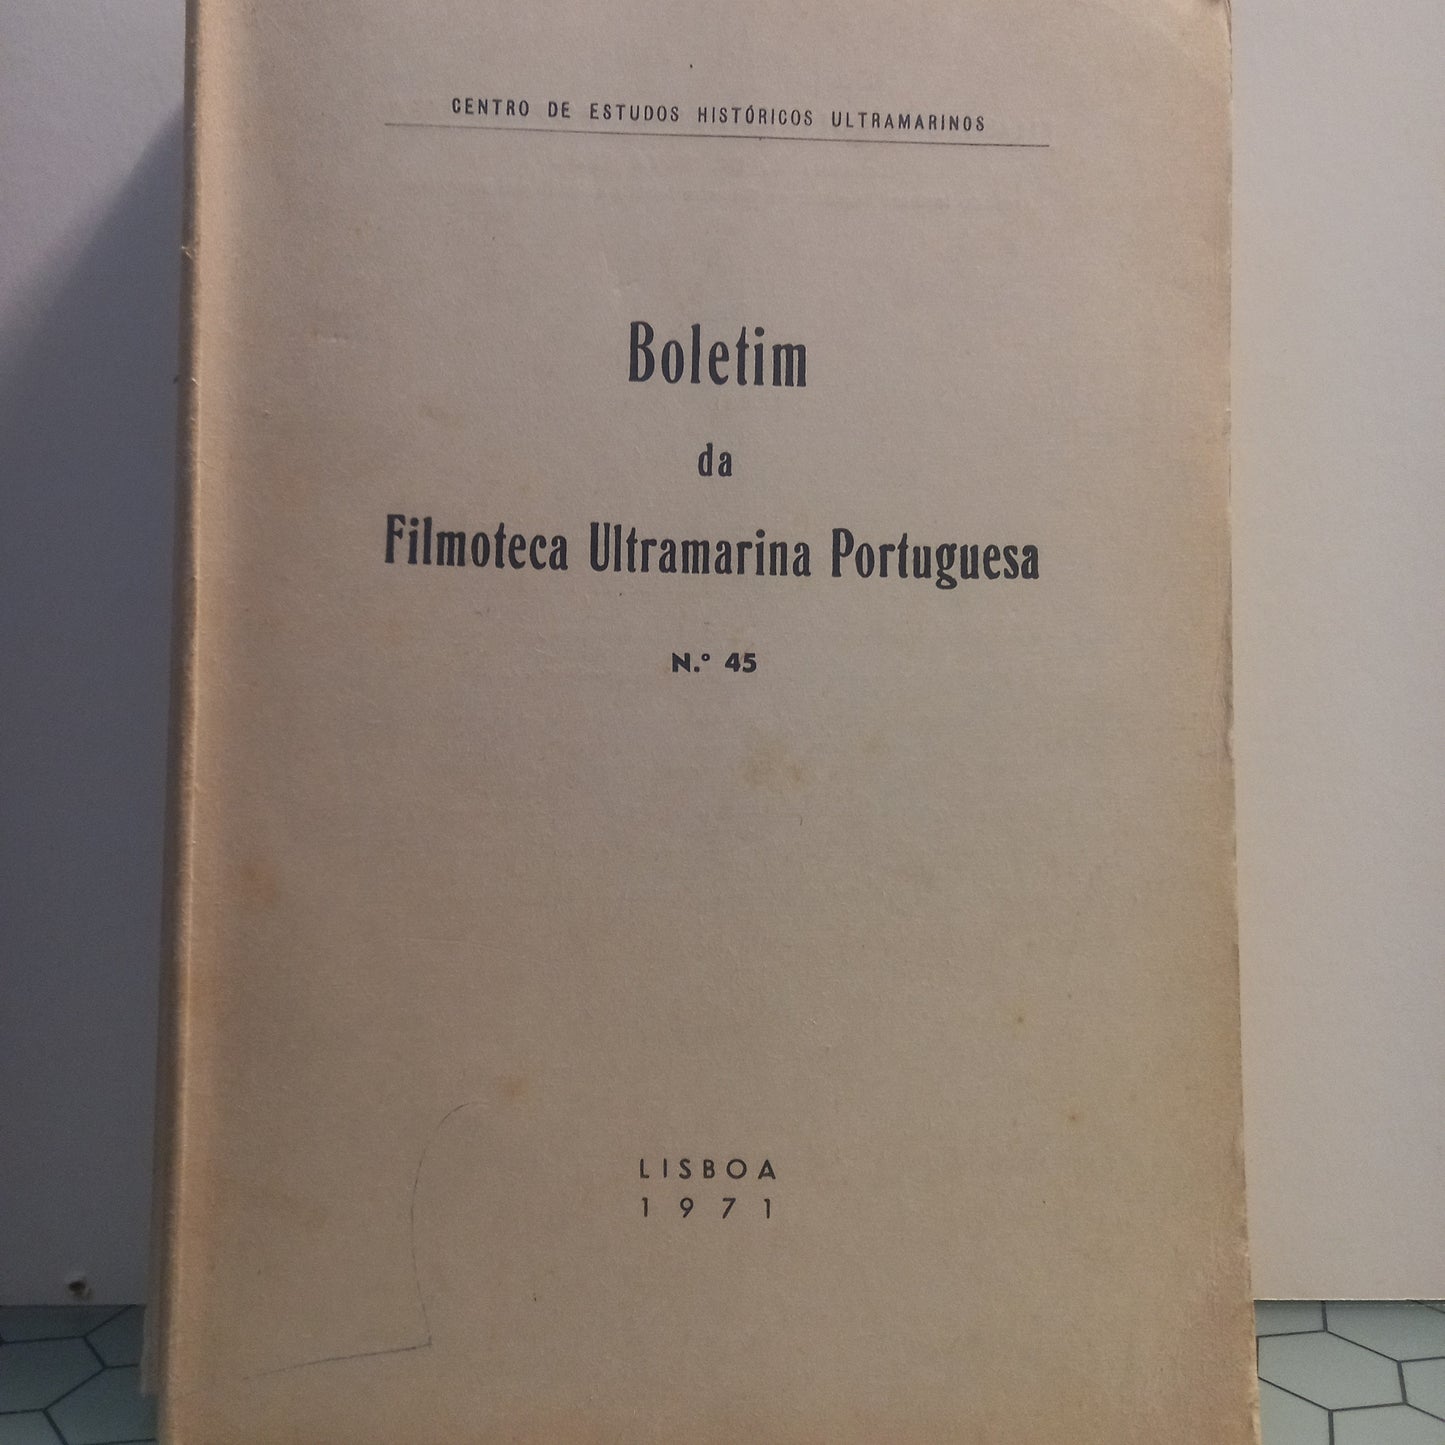 CENTRO DE ESTUDOS HISTÓRICOS ULTRAMARINOS
Boletim
da
Filmoteca Ultramarina Portuguesa
N.º 45
LISBOA
1971